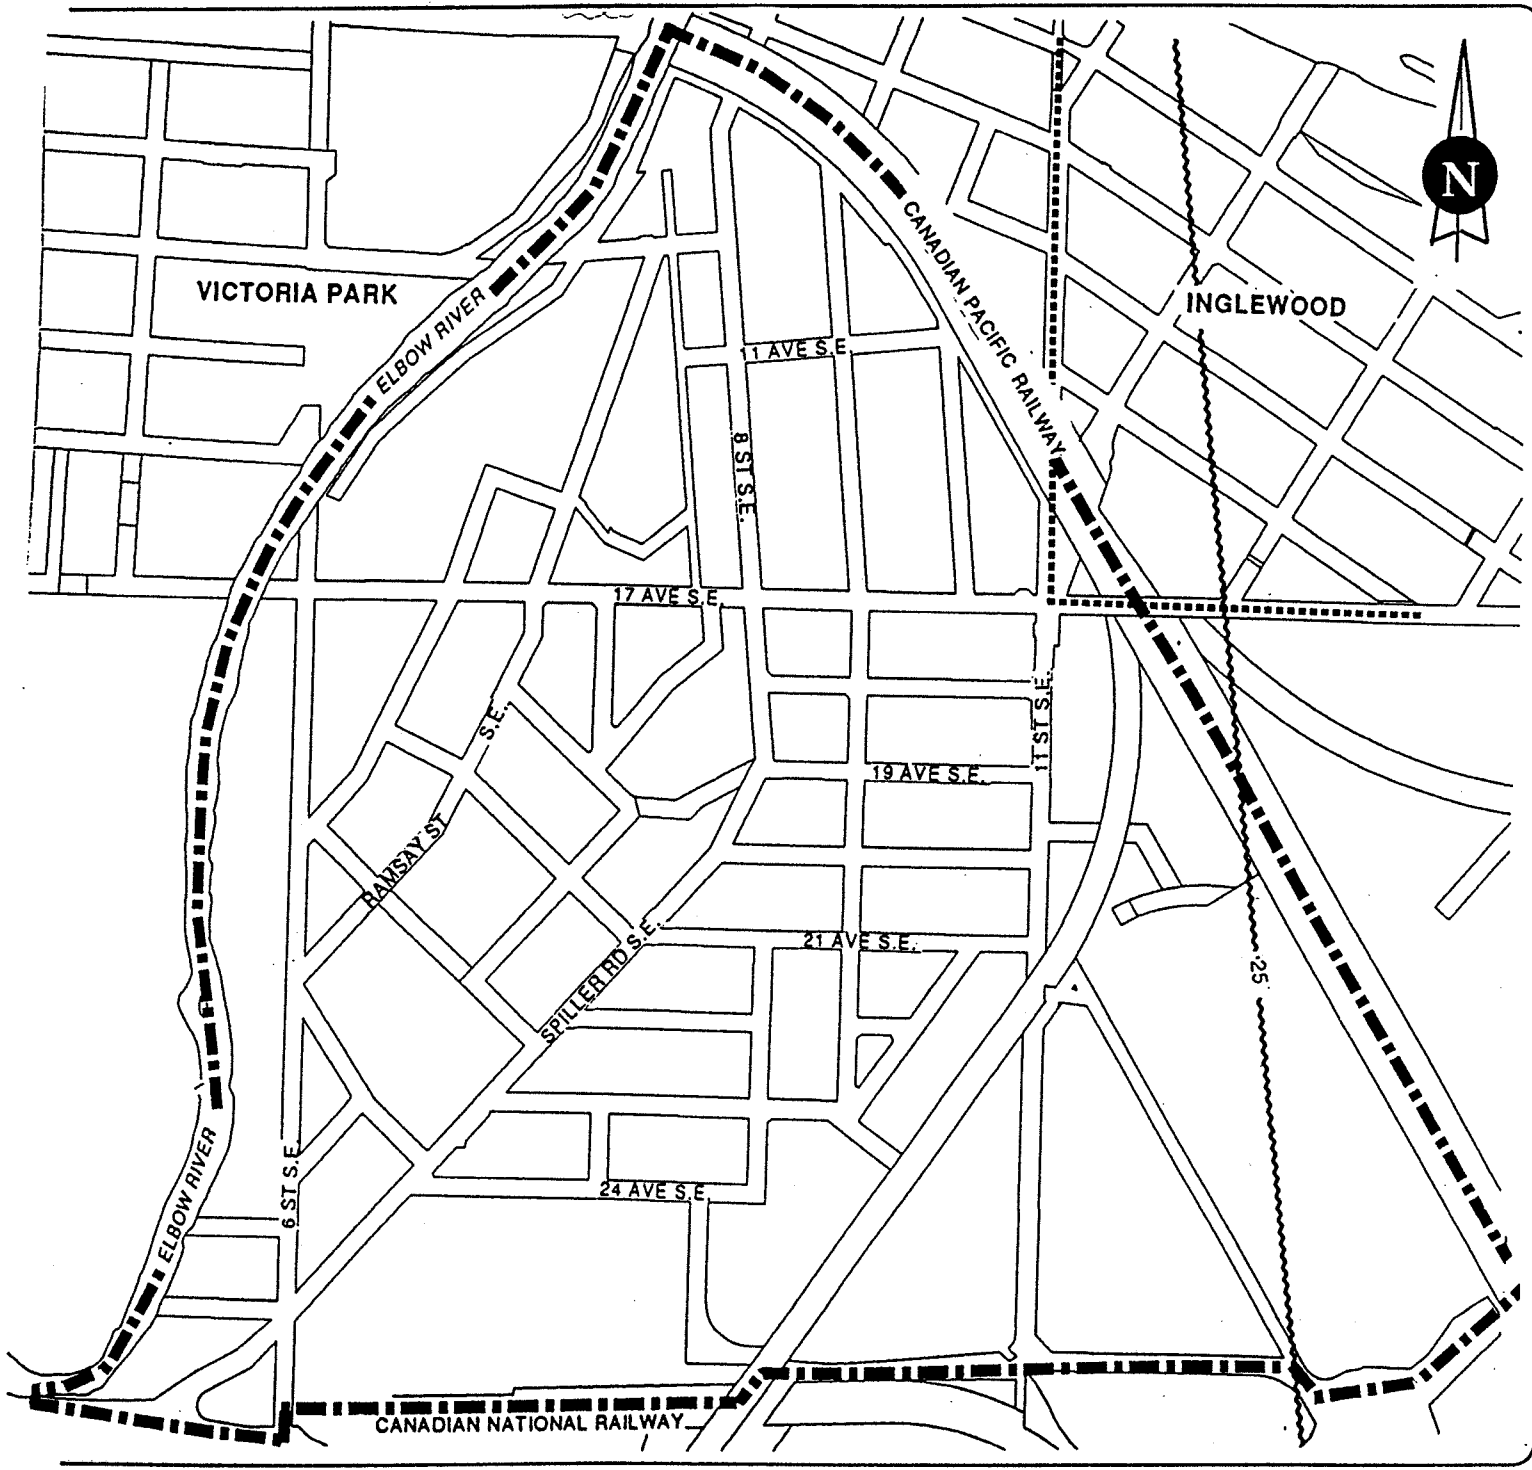 N
CANADIAN PACIFIC RAILWAY
VICTORIA PARK
ELBOW RIVER
INGLEWOOD
11 AVE S.E.
8 ST S.E.
17 AVE S.E.
11 ST S.E.
RAMSAY ST S.E.
19 AVE S.E.
21 AVE S.E.
SPILLER RD S.E.
25
ELBOW RIVER
6 ST S.E.
24 AVE S.E.
CANADIAN NATIONAL RAILWAY